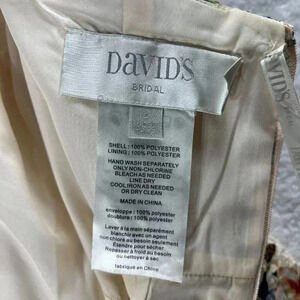 DAVID'S
BRIDAL
SHELL: 100% POLYESTER
LINING: 100% POLYESTER
HAND WASH SEPARATELY
ONLY NON-CHLORINE
BLEACH AS NEEDED
LINE DRY
COOL IRON AS NEEDED
OR DRY CLEAN
MADE IN CHINA
enveloppe: 100% polyester
doublure: 100% polyester
Lever à la main séparément
blanchir avec un agent
non chloré au besoin seulement
Étandre pour sécher
Repasser à froid au besoin
ou nettoyer à sec
fabriqué en Chine